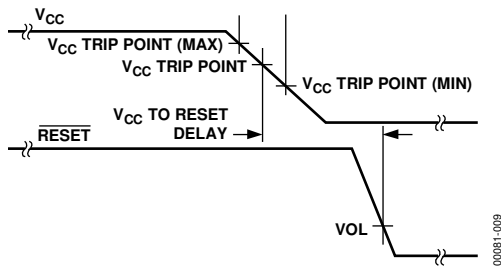 VCC
VCC TRIP POINT (MAX)
VCC TRIP POINT
VCC TRIP POINT (MIN)
VCC TO RESET
DELAY
RESET
VOL
00081-009